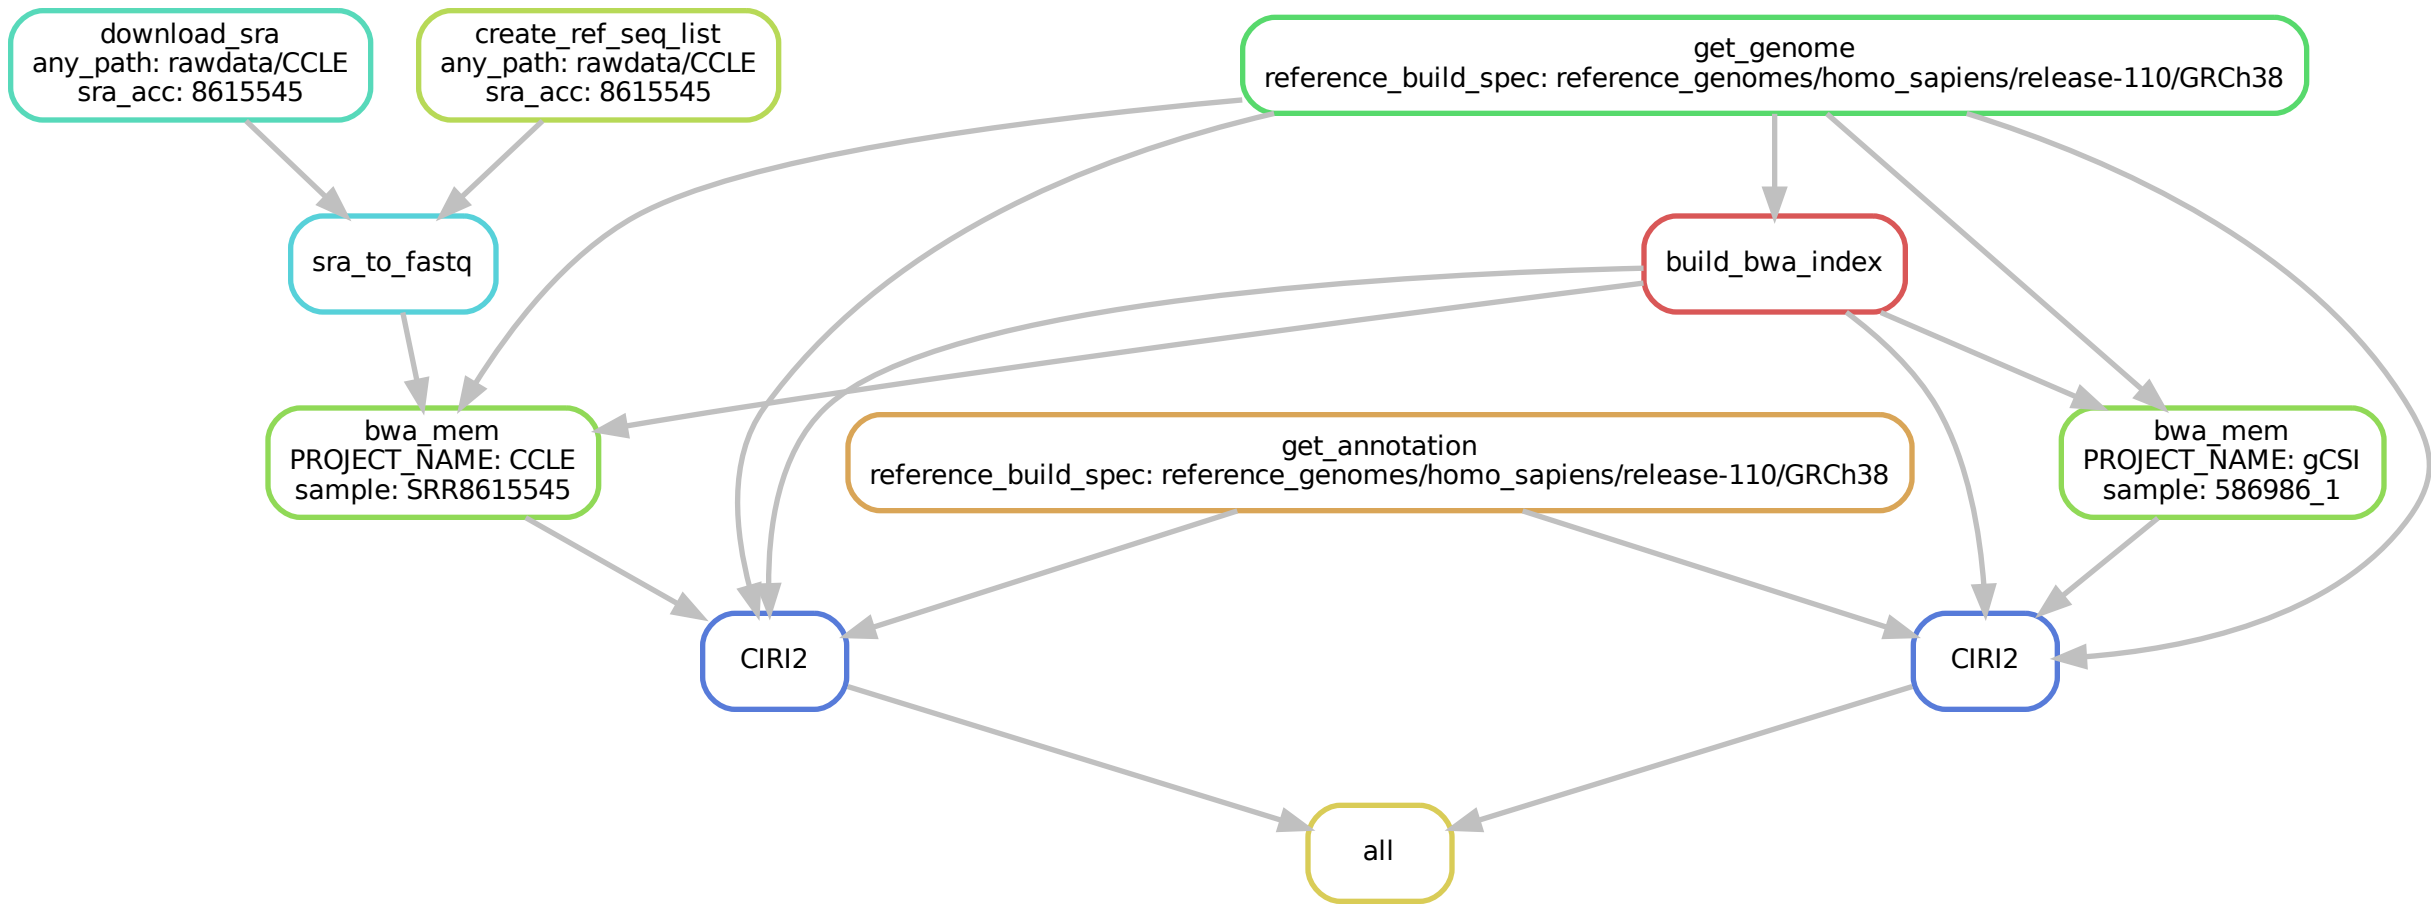 download_sra
any_path: rawdata/CCLE
sra_acc: 8615545
create_ref_seq_list
any_path: rawdata/CCLE
sra_acc: 8615545
get_genome
reference_build_spec: reference_genomes/homo_sapiens/release-110/GRCh38
sra_to_fastq
build_bwa_index
bwa_mem
PROJECT_NAME: CCLE
sample: SRR8615545
get_annotation
reference_build_spec: reference_genomes/homo_sapiens/release-110/GRCh38
bwa_mem
PROJECT_NAME: gCSI
sample: 586986_1
CIRI2
CIRI2
all